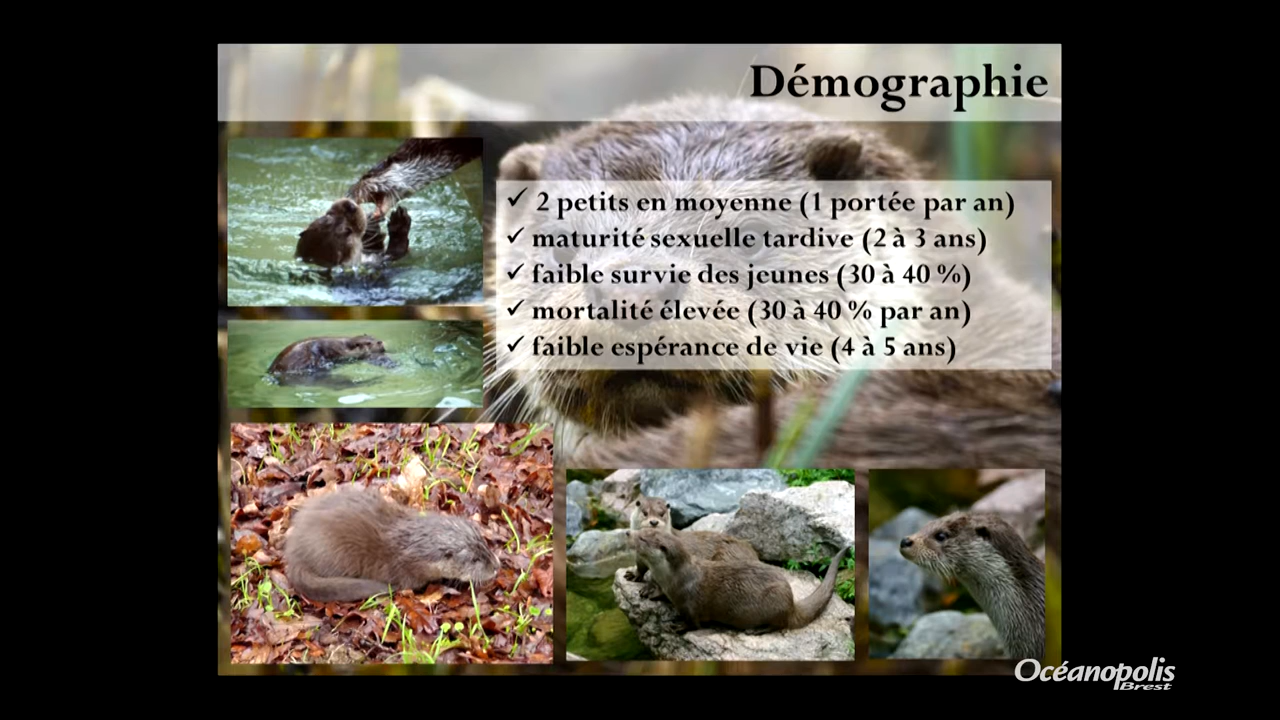 Démographie
✓ 2 petits en moyenne (1 portée par an)
✓ maturité sexuelle tardive (2 à 3 ans)
✓ faible survie des jeunes (30 à 40 %)
✓ mortalité élevée (30 à 40 % par an)
✓ faible espérance de vie (4 à 5 ans)
Océanopolis
Brest